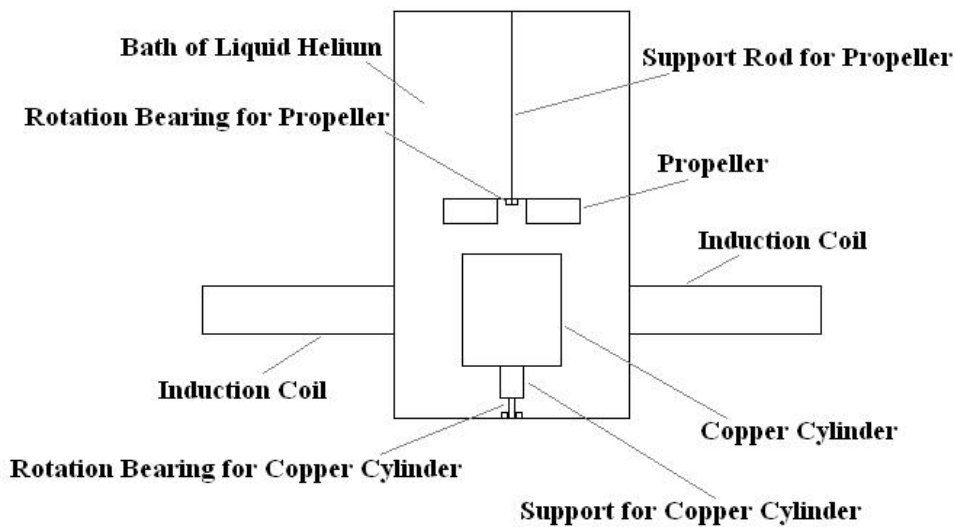 Bath of Liquid Helium
Support Rod for Propeller
Rotation Bearing for Propeller
Propeller
Induction Coil
Induction Coil
Copper Cylinder
Rotation Bearing for Copper Cylinder
Support for Copper Cylinder